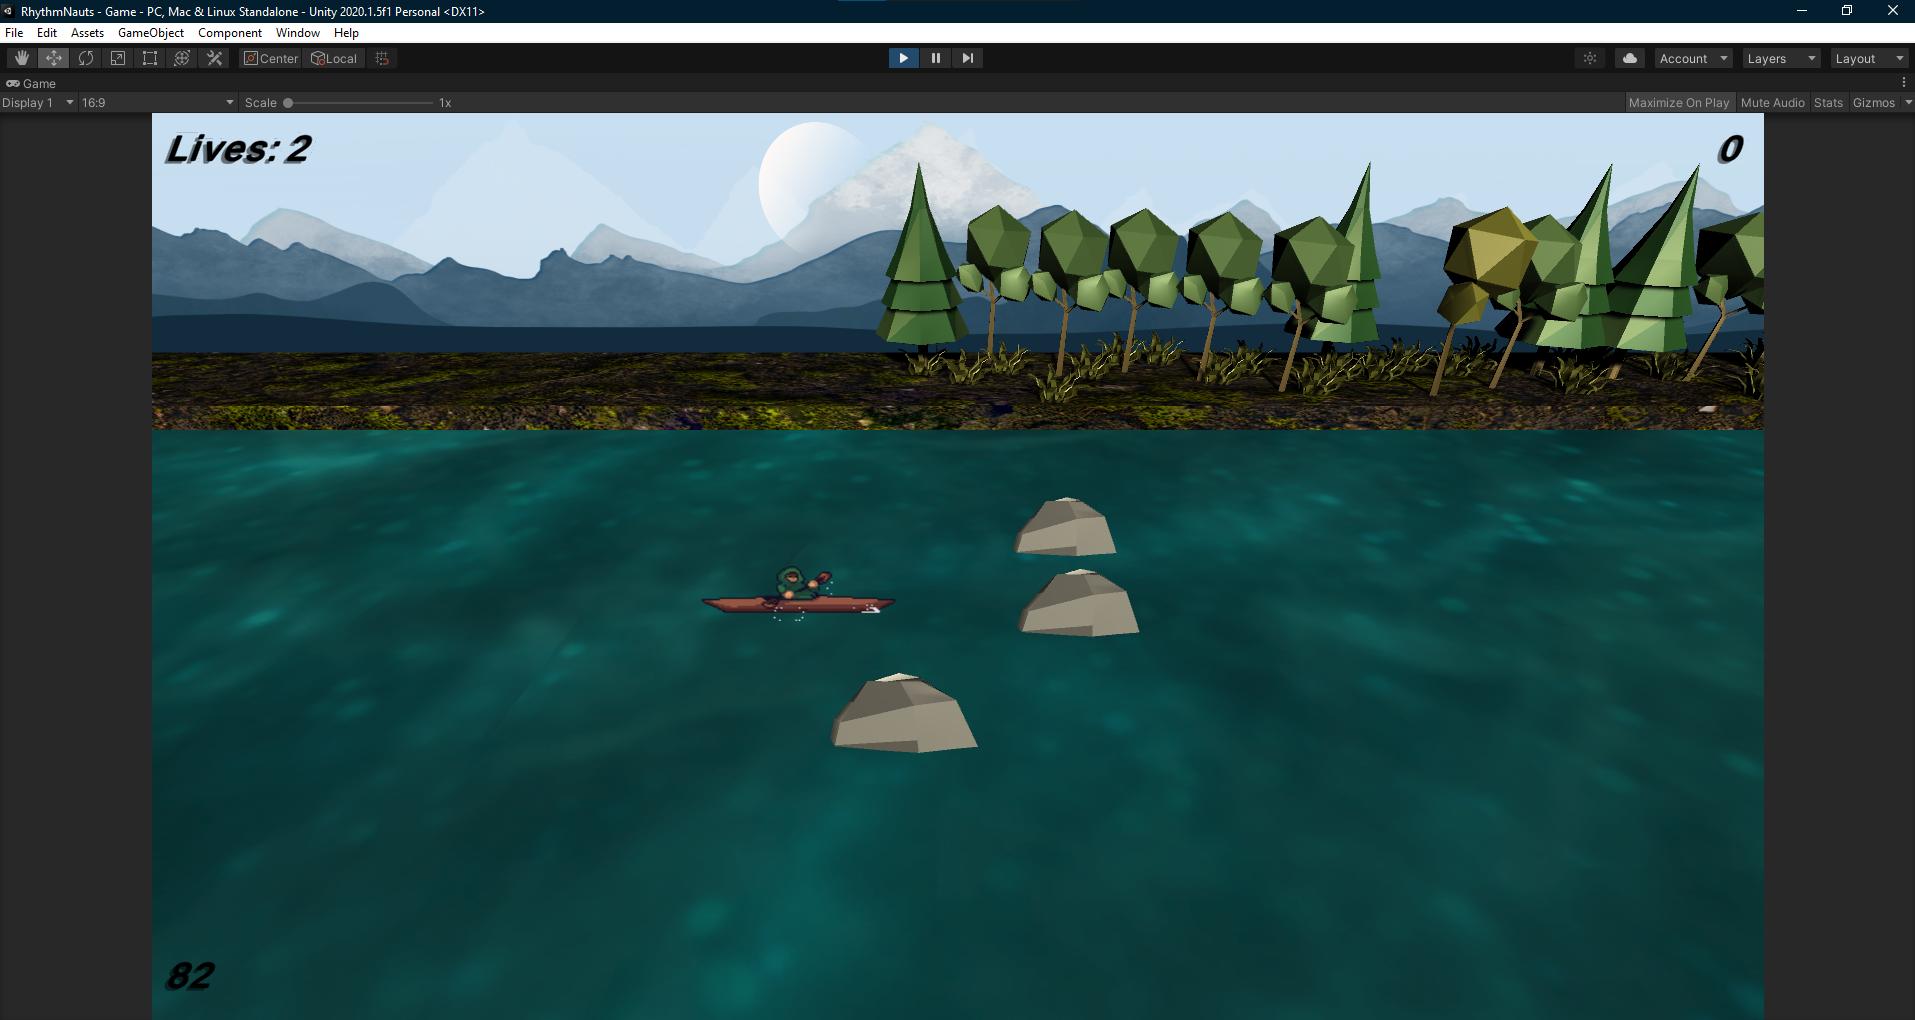 RhythmNauts - Game - PC, Mac & Linux Standalone - Unity 2020.1.5f1 Personal <DX11>
File Edit Assets GameObject Component Window Help
Center Local Account Layers Layout
Game
Display 1 16:9 Scale 1x Maximize On Play Mute Audio Stats Gizmos
Lives: 2 0
82